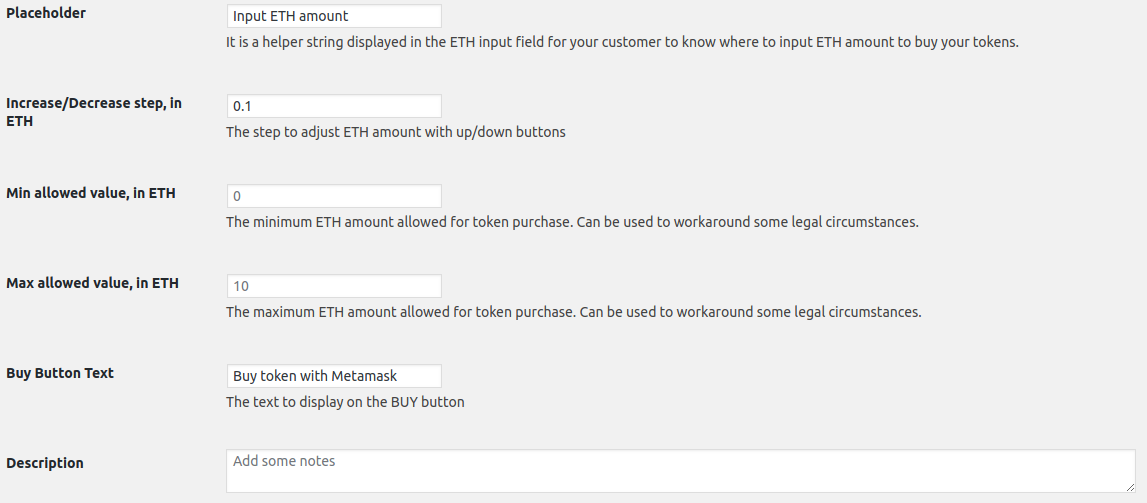 Placeholder
Input ETH amount
It is a helper string displayed in the ETH input field for your customer to know where to input ETH amount to buy your tokens.
Increase/Decrease step, in
ETH
0.1
The step to adjust ETH amount with up/down buttons
Min allowed value, in ETH
0
The minimum ETH amount allowed for token purchase. Can be used to workaround some legal circumstances.
Max allowed value, in ETH
10
The maximum ETH amount allowed for token purchase. Can be used to workaround some legal circumstances.
Buy Button Text
Buy token with Metamask
The text to display on the BUY button
Description
Add some notes